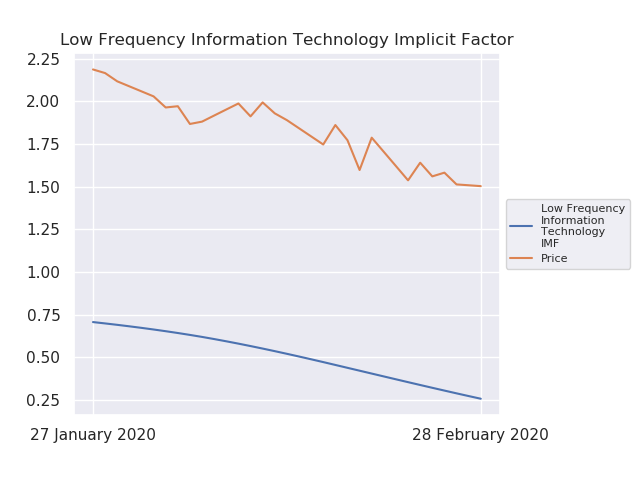 Low Frequency Information Technology Implicit Factor
2.25
2.00
1.75
1.50
1.25
1.00
0.75
0.50
0.25
27 January 2020
28 February 2020
Low Frequency
Information
Technology
IMF
Price